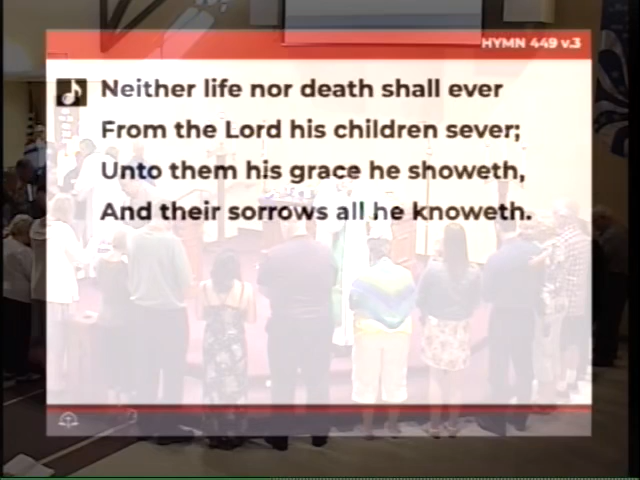 HYMN 449 v.3
Neither life nor death shall ever
From the Lord his children sever;
Unto them his grace he showeth,
And their sorrows all he knoweth.